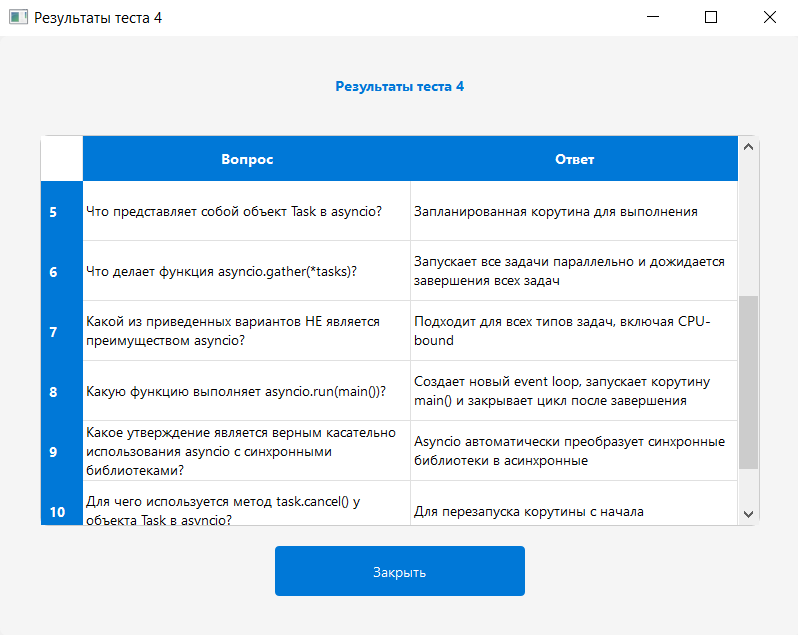 Результаты теста 4
Результаты теста 4
Вопрос
Ответ
5
Что представляет собой объект Task в asyncio?
Запланированная корутина для выполнения
6
Что делает функция asyncio.gather(*tasks)?
Запускает все задачи параллельно и дожидается
завершения всех задач
7
Какой из приведенных вариантов НЕ является
преимуществом asyncio?
Подходит для всех типов задач, включая CPU-
bound
8
Какую функцию выполняет asyncio.run(main())?
Создает новый event loop, запускает корутину
main() и закрывает цикл после завершения
9
Какое утверждение является верным касательно
использования asyncio с синхронными
библиотеками?
Asyncio автоматически преобразует синхронные
библиотеки в асинхронные
10
Для чего используется метод task.cancel() у
объекта Task в asyncio?
Для перезапуска корутины с начала
Закрыть